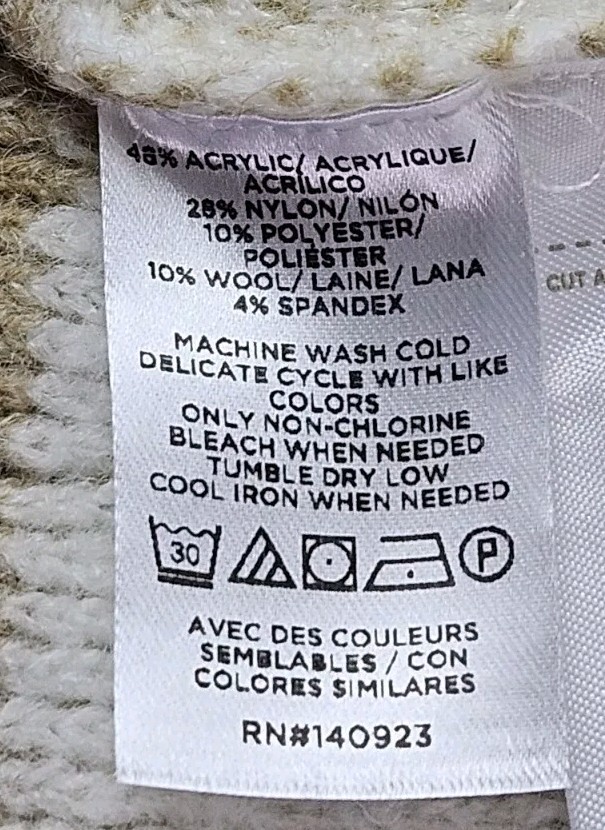 48% ACRYLIC/ ACRYLIQUE/
ACRÍLICO
28% NYLON/ NILÓN
10% POLYESTER/
POLIÉSTER
10% WOOL/ LAINE/ LANA
4% SPANDEX
MACHINE WASH COLD
DELICATE CYCLE WITH LIKE
COLORS
ONLY NON-CHLORINE
BLEACH WHEN NEEDED
TUMBLE DRY LOW
COOL IRON WHEN NEEDED
30 P
AVEC DES COULEURS
SEMBLABLES / CON
COLORES SIMILARES
RN#140923
CUT